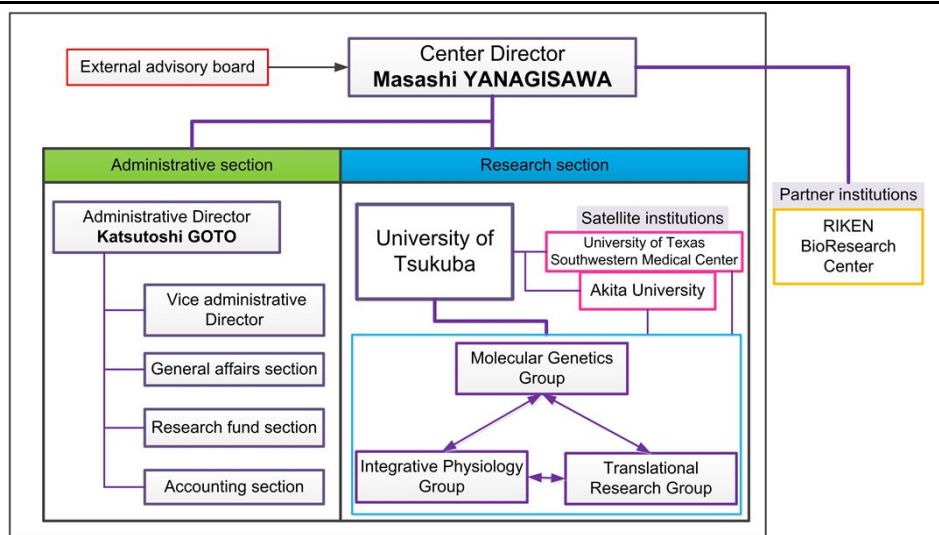 Center Director
Masashi YANAGISAWA
External advisory board
Administrative section
Research section
Administrative Director
Katsutoshi GOTO
Vice administrative
Director
General affairs section
Research fund section
Accounting section
University of
Tsukuba
Satellite institutions
University of Texas
Southwestern Medical Center
Akita University
Molecular Genetics
Group
Integrative Physiology
Group
Translational
Research Group
Partner institutions
RIKEN
BioResearch
Center